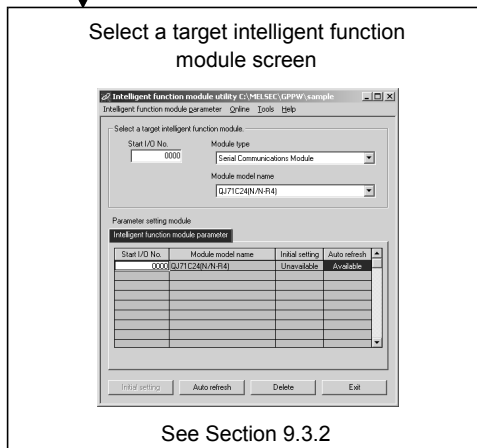 Select a target intelligent function
module screen
Intelligent function module utility C:\MELSEC\GPPW\sample
Intelligent function module parameter Online Tools Help
Select a target intelligent function module.
Start I/O No. Module type
0000 Serial Communications Module
Module model name
QJ71C24(N/N-R4)
Parameter setting module
Intelligent function module parameter
Start I/O No. Module model name Initial setting Auto refresh
0000 QJ71C24(N/N-R4) Unavailable Available
Initial setting Auto refresh Delete Exit
See Section 9.3.2